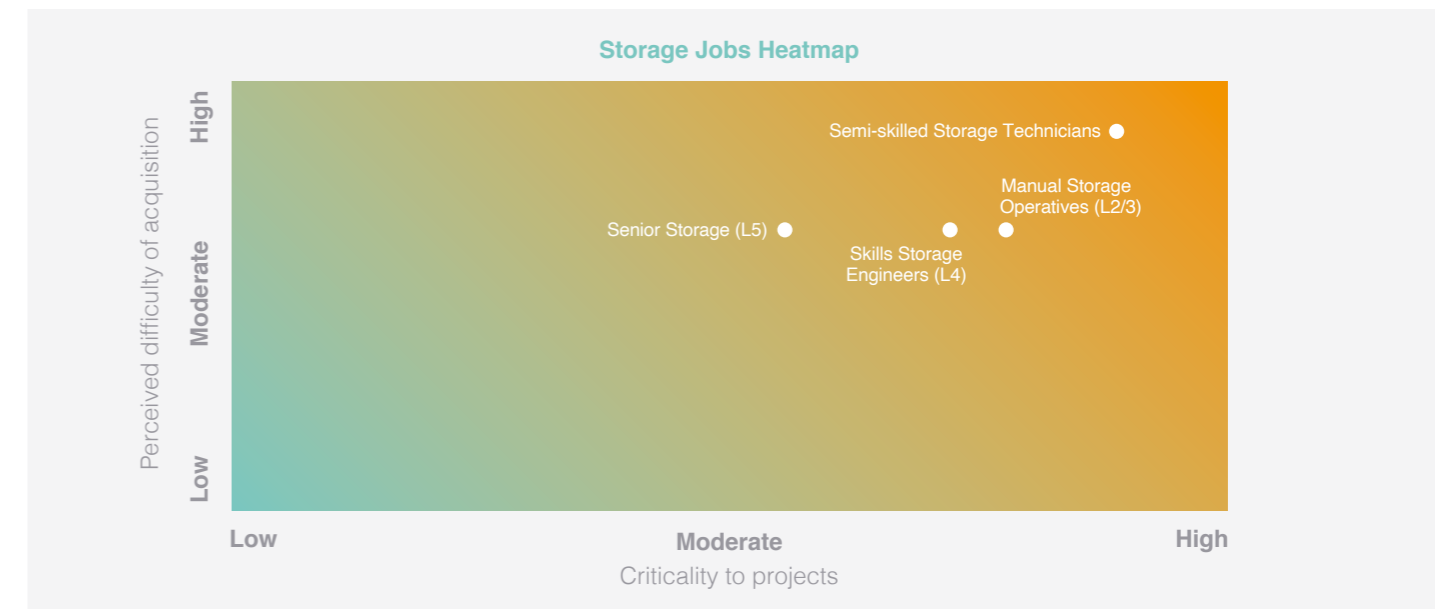 Storage Jobs Heatmap
Perceived difficulty of acquisition
High
Moderate
Low
Semi-skilled Storage Technicians
Manual Storage
Operatives (L2/3)
Senior Storage (L5)
Skills Storage
Engineers (L4)
Low
Moderate
High
Criticality to projects